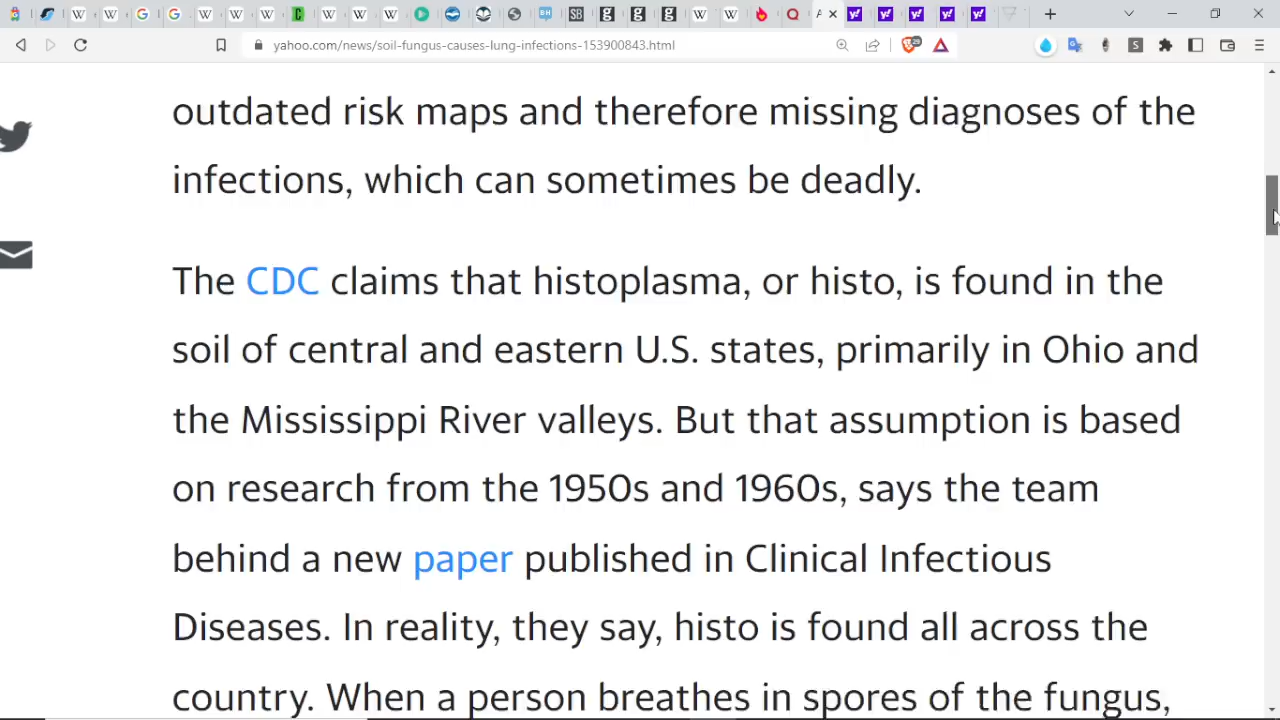 yahoo.com/news/soil-fungus-causes-lung-infections-153900843.html
29
outdated risk maps and therefore missing diagnoses of the
infections, which can sometimes be deadly.
The CDC claims that histoplasma, or histo, is found in the
soil of central and eastern U.S. states, primarily in Ohio and
the Mississippi River valleys. But that assumption is based
on research from the 1950s and 1960s, says the team
behind a new paper published in Clinical Infectious
Diseases. In reality, they say, histo is found all across the
country. When a person breathes in spores of the fungus,